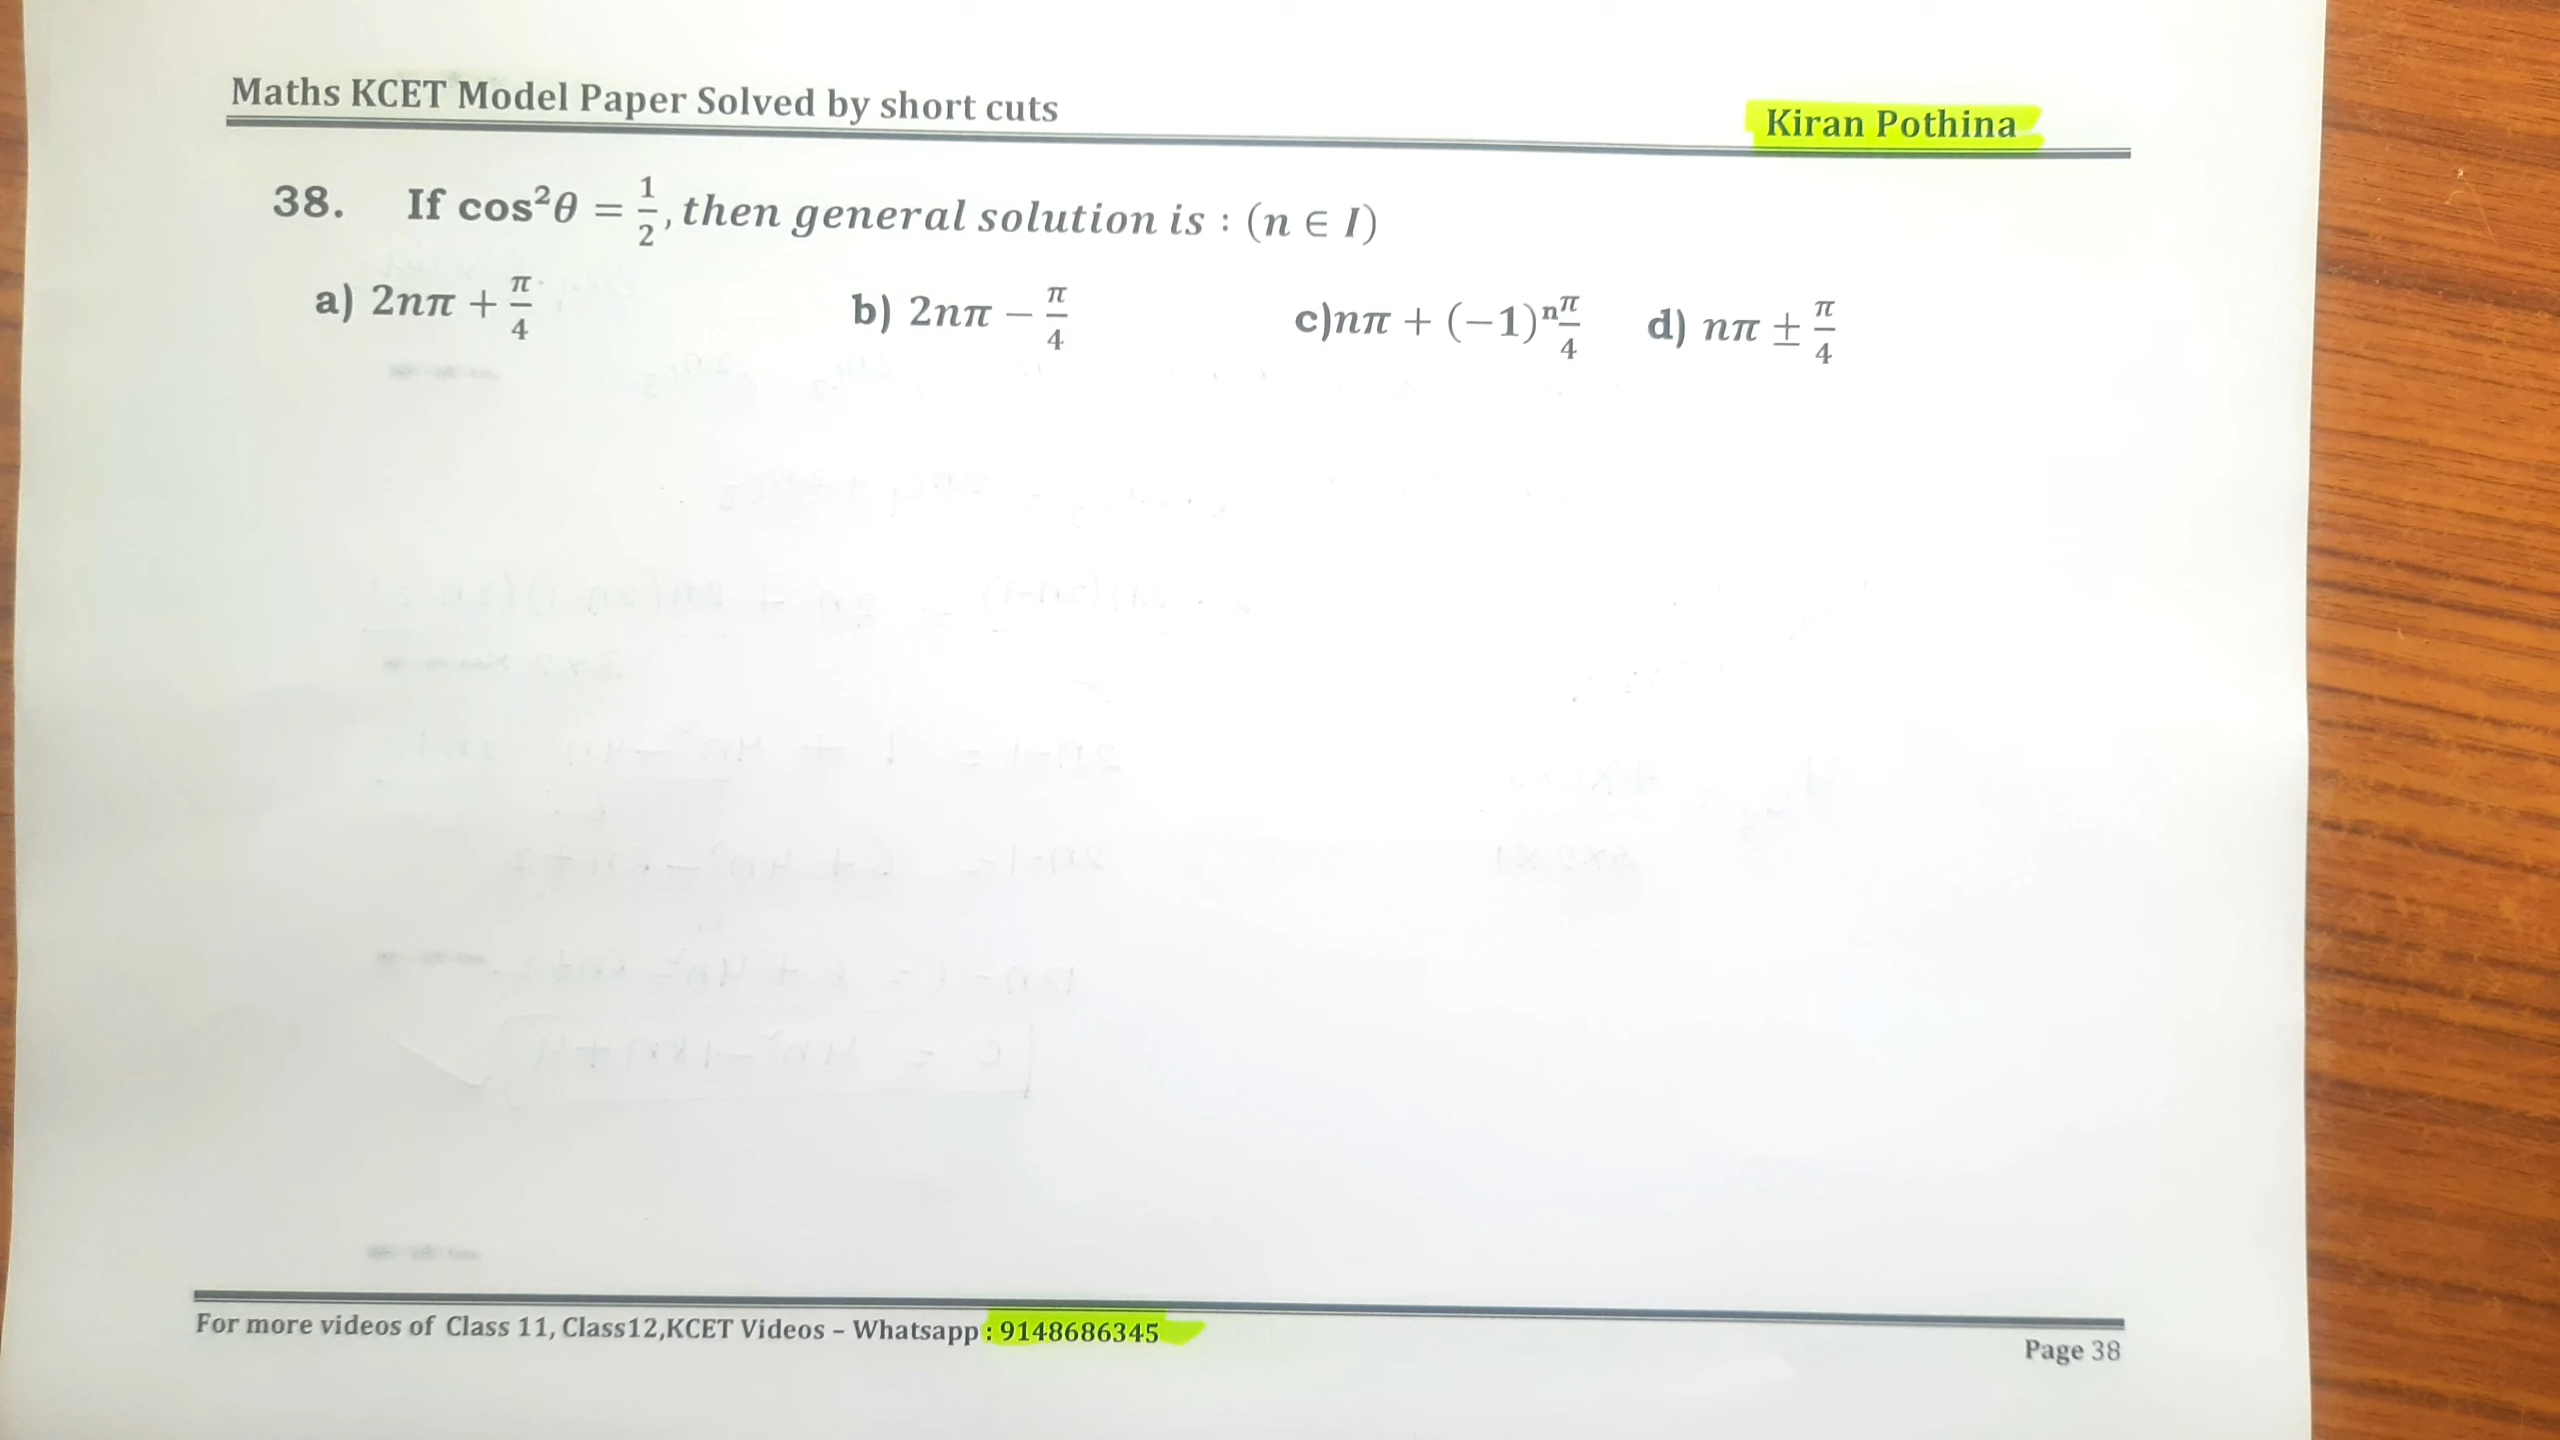 Maths KCET Model Paper Solved by short cuts
Kiran Pothina
38. If cos²θ = 1/2, then general solution is : (n ∈ I)
a) 2nπ + π/4 b) 2nπ − π/4 c)nπ + (−1)ⁿπ/4 d) nπ ± π/4
For more videos of Class 11, Class12,KCET Videos – Whatsapp : 9148686345
Page 38